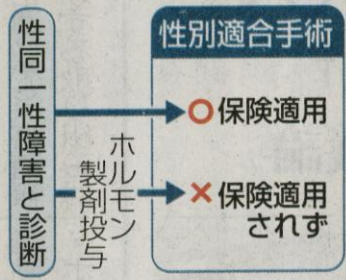 性同一性障害と診断
ホルモン
製剤投与
性別適合手術
○保険適用
×保険適用
されず